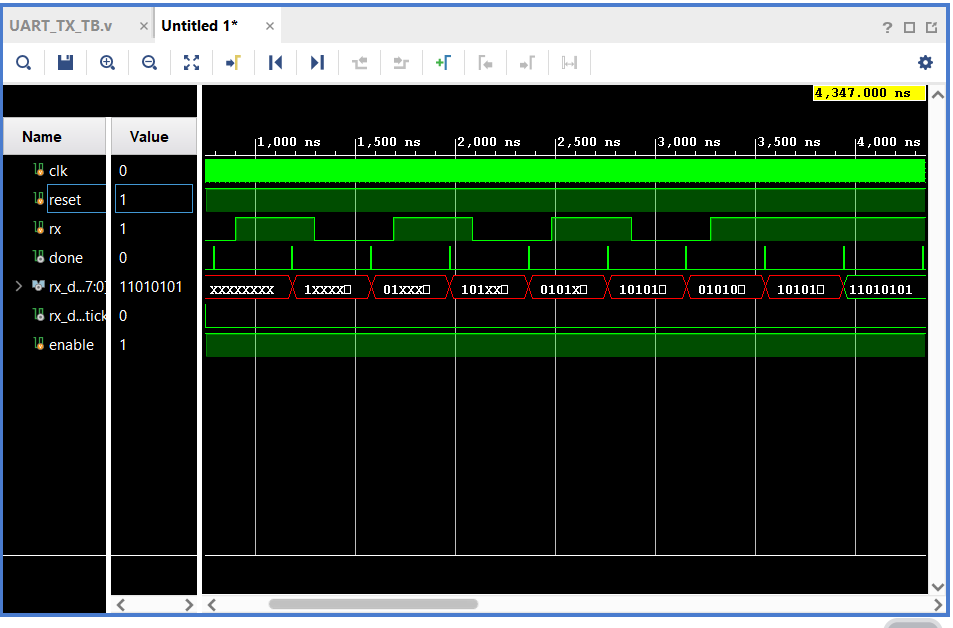 UART_TX_TB.v × Untitled 1* ×
4,347.000 ns
Name Value
1,000 ns 1,500 ns 2,000 ns 2,500 ns 3,000 ns 3,500 ns 4,000 ns
clk 0
reset 1
rx 1
done 0
rx_d...7:0] 11010101 xxxxxxxx 1xxxx□ 01xxx□ 101xx□ 0101x□ 10101□ 01010□ 10101□ 11010101
rx_d...tick 0
enable 1